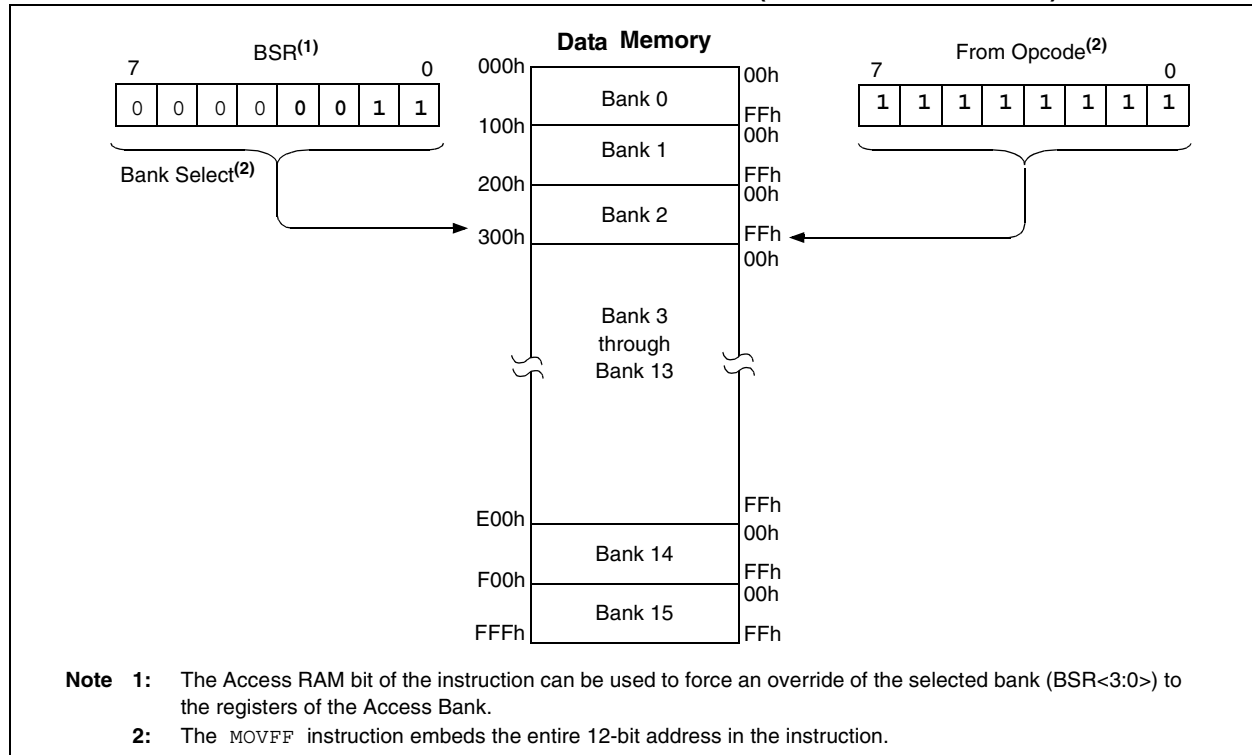 Data Memory
BSR(1)
7 0
0 0 0 0 0 0 1 1
Bank Select(2)
From Opcode(2)
7 0
1 1 1 1 1 1 1 1
000h
Bank 0
00h
FFh
100h
Bank 1
00h
FFh
200h
Bank 2
00h
FFh
300h
Bank 3
through
Bank 13
00h
FFh
E00h
Bank 14
00h
FFh
F00h
Bank 15
00h
FFFh
FFh
Note 1: The Access RAM bit of the instruction can be used to force an override of the selected bank (BSR<3:0>) to
the registers of the Access Bank.
2: The MOVFF instruction embeds the entire 12-bit address in the instruction.